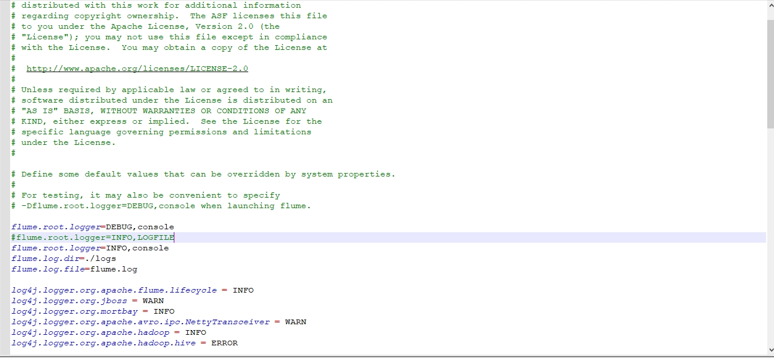 # distributed with this work for additional information
# regarding copyright ownership.  The ASF licenses this file
# to you under the Apache License, Version 2.0 (the
# "License"); you may not use this file except in compliance
# with the License.  You may obtain a copy of the License at
#
#  http://www.apache.org/licenses/LICENSE-2.0
#
# Unless required by applicable law or agreed to in writing,
# software distributed under the License is distributed on an
# "AS IS" BASIS, WITHOUT WARRANTIES OR CONDITIONS OF ANY
# KIND, either express or implied.  See the License for the
# specific language governing permissions and limitations
# under the License.
#
# Define some default values that can be overridden by system properties.
#
# For testing, it may also be convenient to specify
# -Dflume.root.logger=DEBUG,console when launching flume.
flume.root.logger=DEBUG,console
#flume.root.logger=INFO,LOGFILE
flume.root.logger=INFO,console
flume.log.dir=./logs
flume.log.file=flume.log
log4j.logger.org.apache.flume.lifecycle = INFO
log4j.logger.org.jboss = WARN
log4j.logger.org.mortbay = INFO
log4j.logger.org.apache.avro.ipc.NettyTransceiver = WARN
log4j.logger.org.apache.hadoop = INFO
log4j.logger.org.apache.hadoop.hive = ERROR